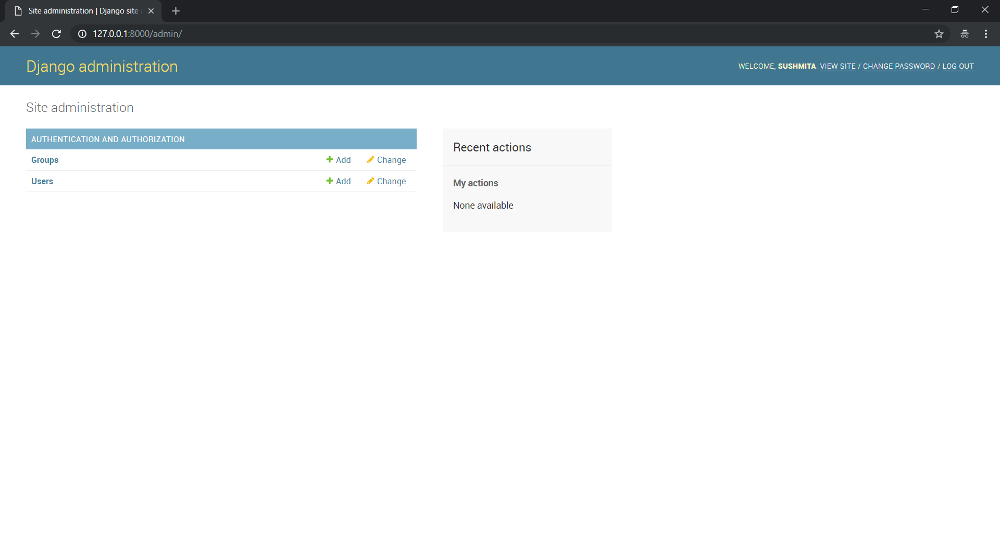 Site administration | Django site
127.0.0.1:8000/admin/
Django administration
WELCOME, SUSHMITA. VIEW SITE / CHANGE PASSWORD / LOG OUT
Site administration
AUTHENTICATION AND AUTHORIZATION
Groups Add Change
Users Add Change
Recent actions
My actions
None available